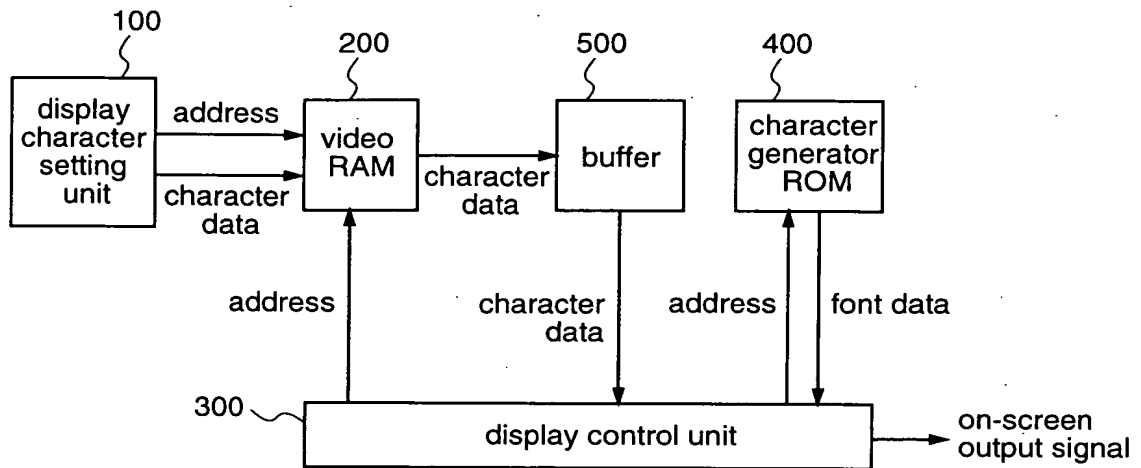 100
display
character
setting
unit
address
character
data
200
video
RAM
character
data
500
buffer
400
character
generator
ROM
address
character
data
address
font data
300
display control unit
on-screen
output signal